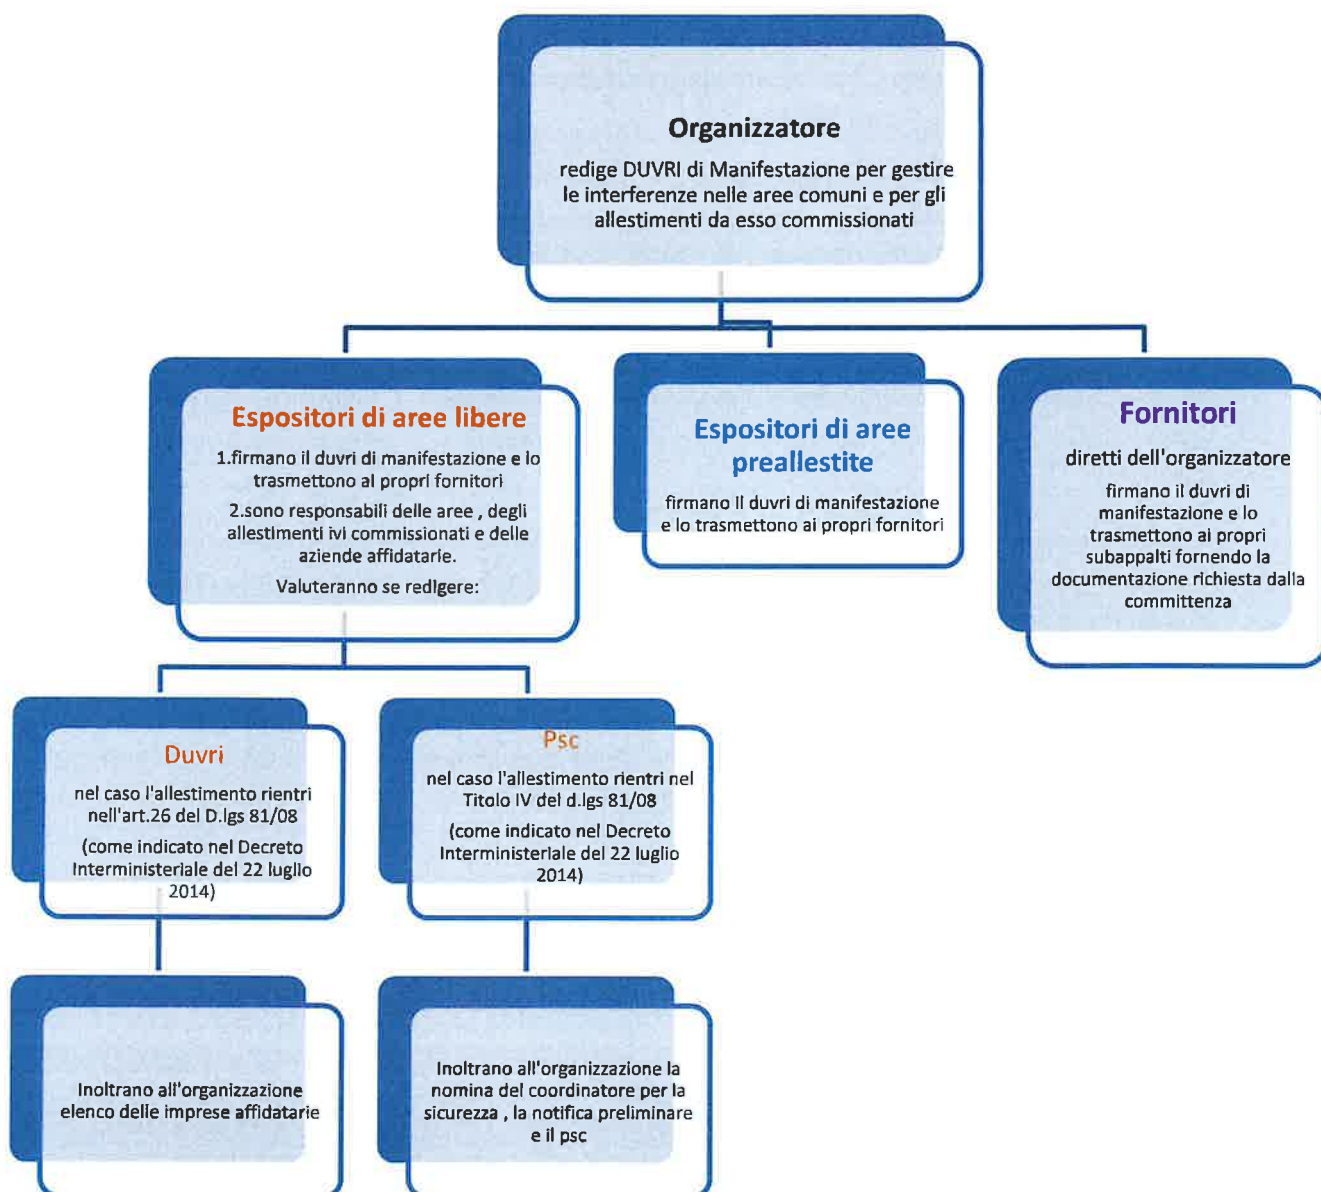 Organizzatore
redige DUVRI di Manifestazione per gestire
le interferenze nelle aree comuni e per gli
allestimenti da esso commissionati
Espositori di aree libere
1.firmano il duvri di manifestazione e lo
trasmettono ai propri fornitori
2.sono responsabili delle aree , degli
allestimenti ivi commissionati e delle
aziende affidatarie.
Valuteranno se redigere:
Espositori di aree
preallestite
firmano il duvri di manifestazione
e lo trasmettono ai propri fornitori
Fornitori
diretti dell'organizzatore
firmano il duvri di
manifestazione e lo
trasmettono ai propri
subappalti fornendo la
documentazione richiesta dalla
committenza
Duvri
nel caso l'allestimento rientri
nell'art.26 del D.lgs 81/08
(come indicato nel Decreto
Interministeriale del 22 luglio
2014)
Psc
nel caso l'allestimento rientri nel
Titolo IV del d.lgs 81/08
(come indicato nel Decreto
Interministeriale del 22 luglio
2014)
Inoltrano all'organizzazione
elenco delle imprese affidatarie
Inoltrano all'organizzazione la
nomina del coordinatore per la
sicurezza , la notifica preliminare
e il psc